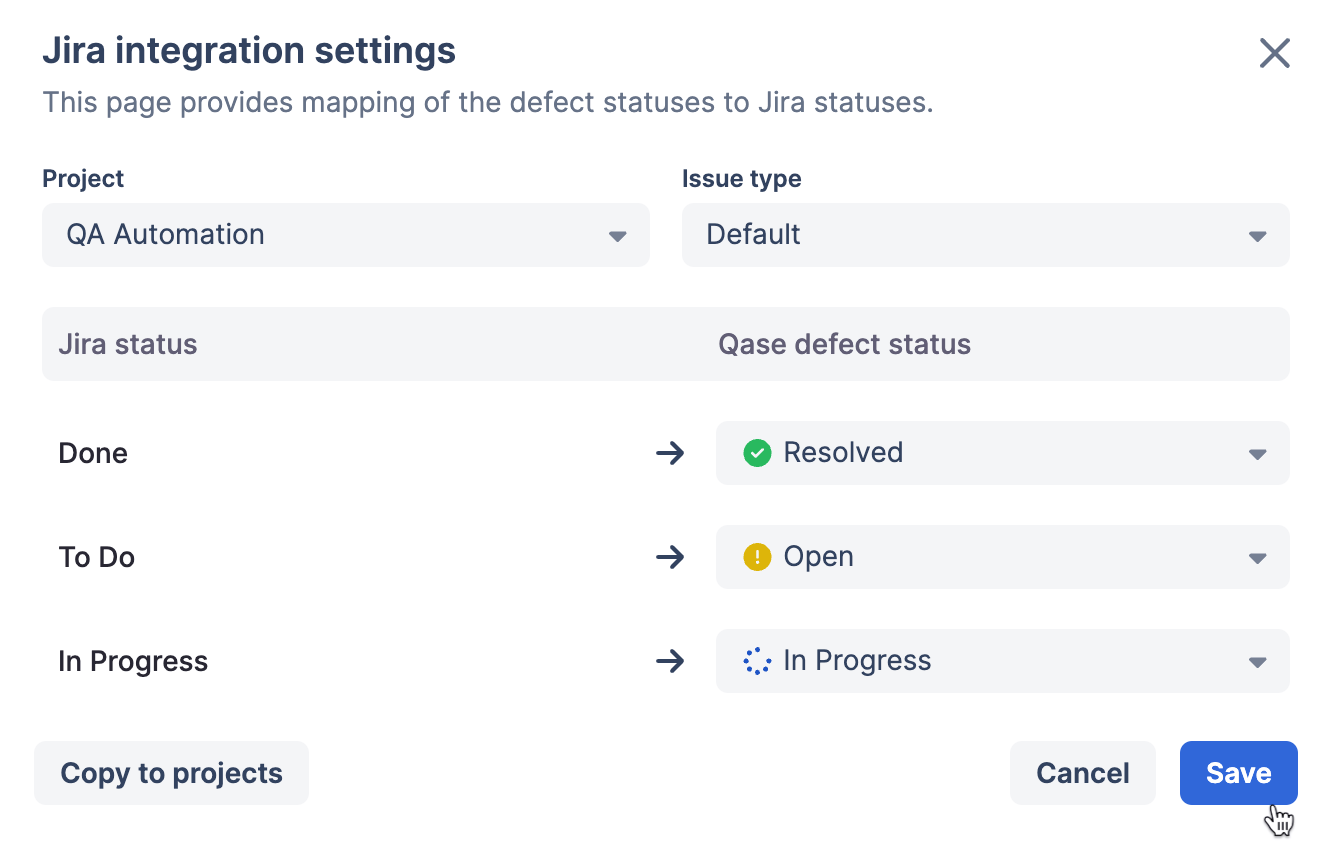 Jira integration settings
This page provides mapping of the defect statuses to Jira statuses.
Project Issue type
QA Automation Default
Jira status Qase defect status
Done Resolved
To Do Open
In Progress In Progress
Copy to projects Cancel Save